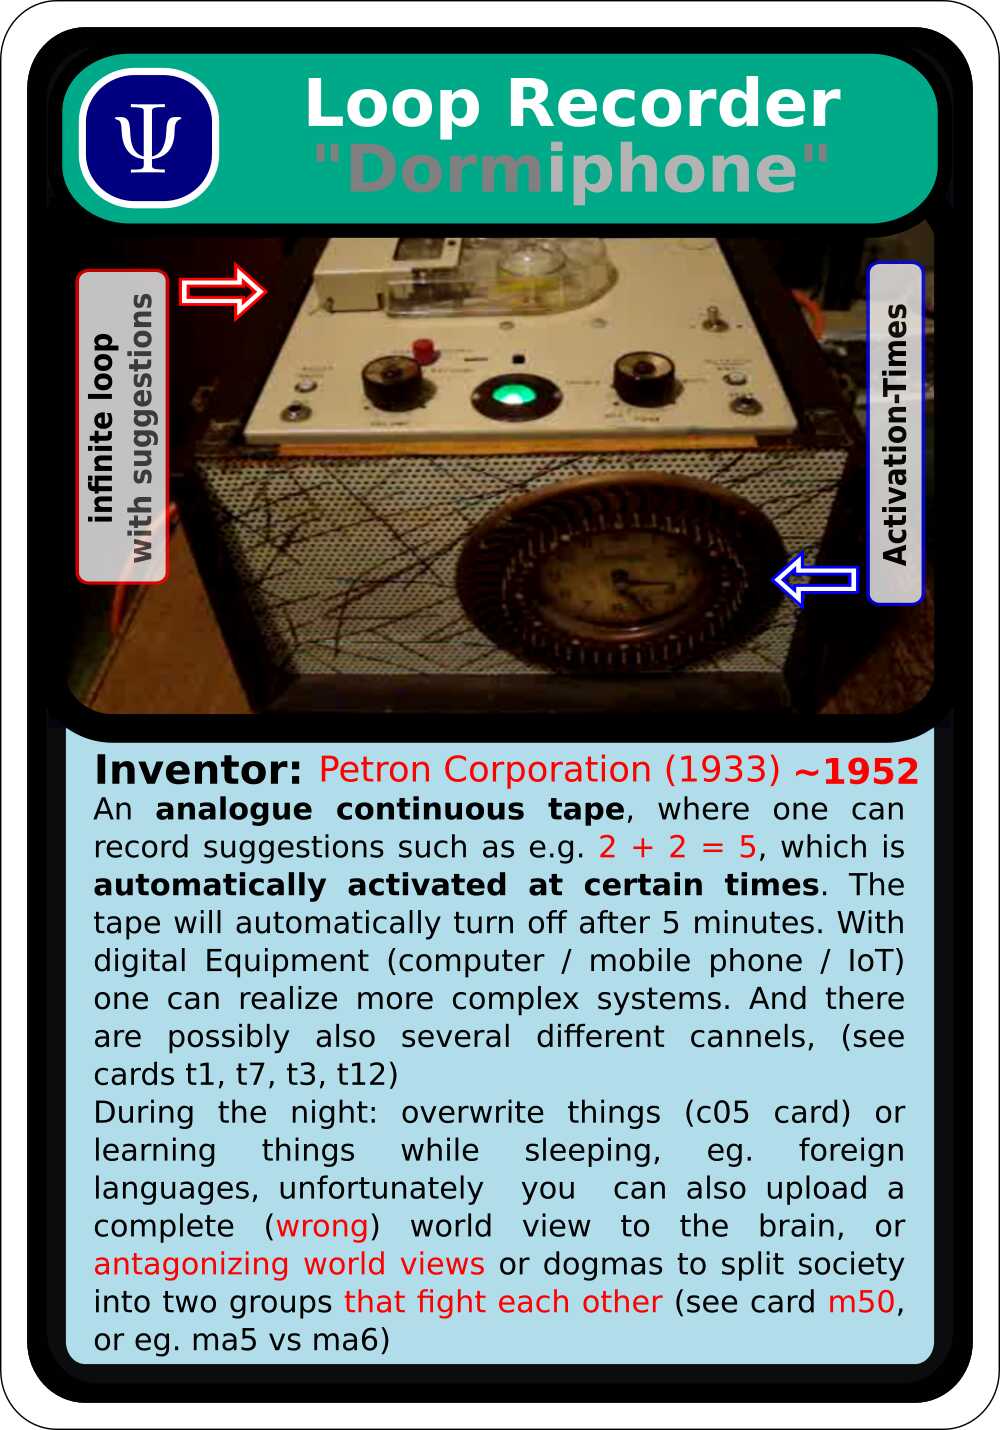 Ψ
Loop Recorder
"Dormiphone"
infinite loop
with suggestions
Activation-Times
Inventor: Petron Corporation (1933) ~1952
An analogue continuous tape, where one can
record suggestions such as e.g. 2 + 2 = 5, which is
automatically activated at certain times. The
tape will automatically turn off after 5 minutes. With
digital Equipment (computer / mobile phone / IoT)
one can realize more complex systems. And there
are possibly also several different cannels, (see
cards t1, t7, t3, t12)
During the night: overwrite things (c05 card) or
learning things while sleeping, eg. foreign
languages, unfortunately you can also upload a
complete (wrong) world view to the brain, or
antagonizing world views or dogmas to split society
into two groups that fight each other (see card m50,
or eg. ma5 vs ma6)